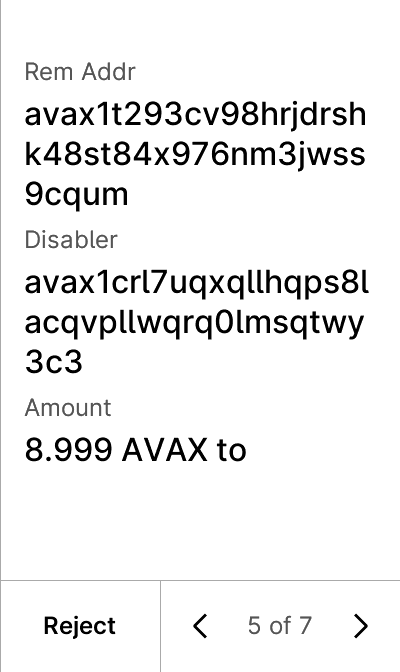 Rem Addr
avax1t293cv98hrjdrsh
k48st84x976nm3jwss
9cqum
Disabler
avax1crl7uqxqllhqps8l
acqvpllwqrq0lmsqtwy
3c3
Amount
8.999 AVAX to
Reject
5 of 7